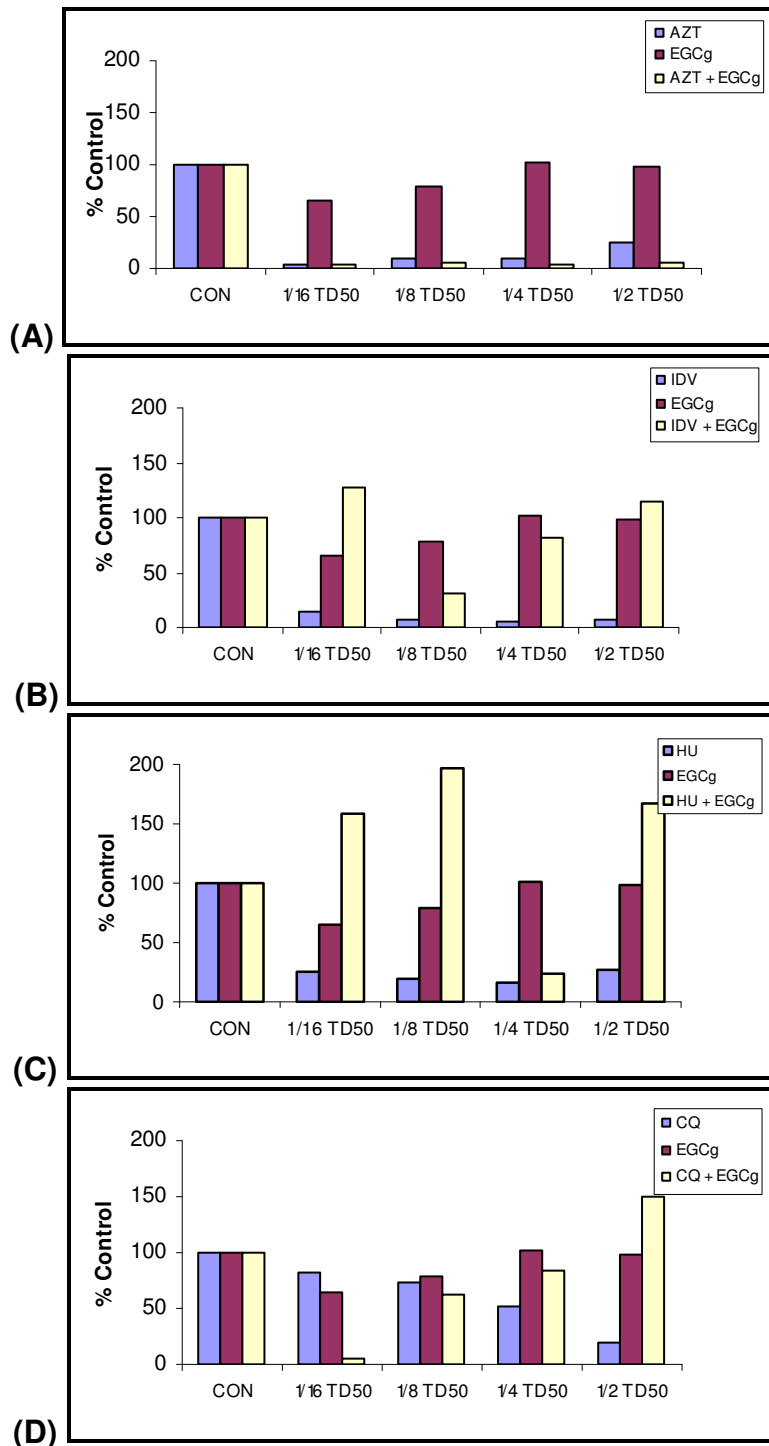 AZT
EGCg
AZT + EGCg
200
150
100
50
0
% Control
CON 1/16 TD50 1/8 TD50 1/4 TD50 1/2 TD50
(A)
IDV
EGCg
IDV + EGCg
200
150
100
50
0
% Control
CON 1/16 TD50 1/8 TD50 1/4 TD50 1/2 TD50
(B)
HU
EGCg
HU + EGCg
200
150
100
50
0
% Control
CON 1/16 TD50 1/8 TD50 1/4 TD50 1/2 TD50
(C)
CQ
EGCg
CQ + EGCg
200
150
100
50
0
% Control
CON 1/16 TD50 1/8 TD50 1/4 TD50 1/2 TD50
(D)